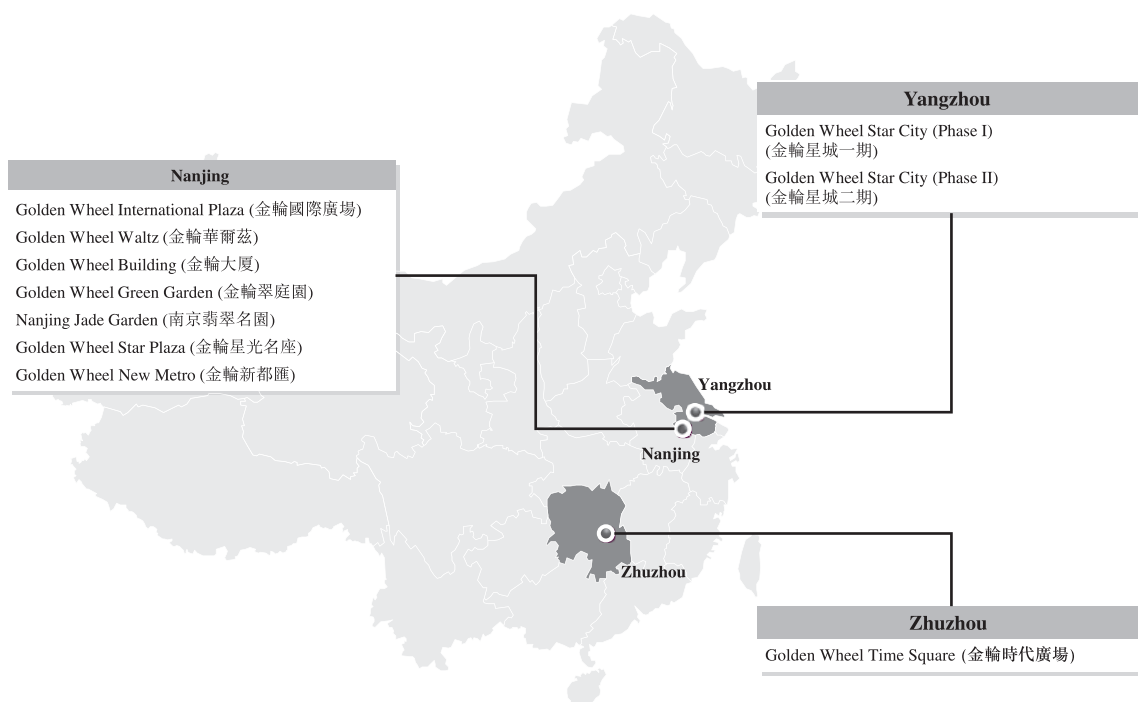 Yangzhou
Golden Wheel Star City (Phase I)
(金輪星城一期)
Golden Wheel Star City (Phase II)
(金輪星城二期)
Nanjing
Golden Wheel International Plaza (金輪國際廣場)
Golden Wheel Waltz (金輪華爾茲)
Golden Wheel Building (金輪大厦)
Golden Wheel Green Garden (金輪翠庭園)
Nanjing Jade Garden (南京翡翠名園)
Golden Wheel Star Plaza (金輪星光名座)
Golden Wheel New Metro (金輪新都匯)
Yangzhou
Nanjing
Zhuzhou
Zhuzhou
Golden Wheel Time Square (金輪時代廣場)